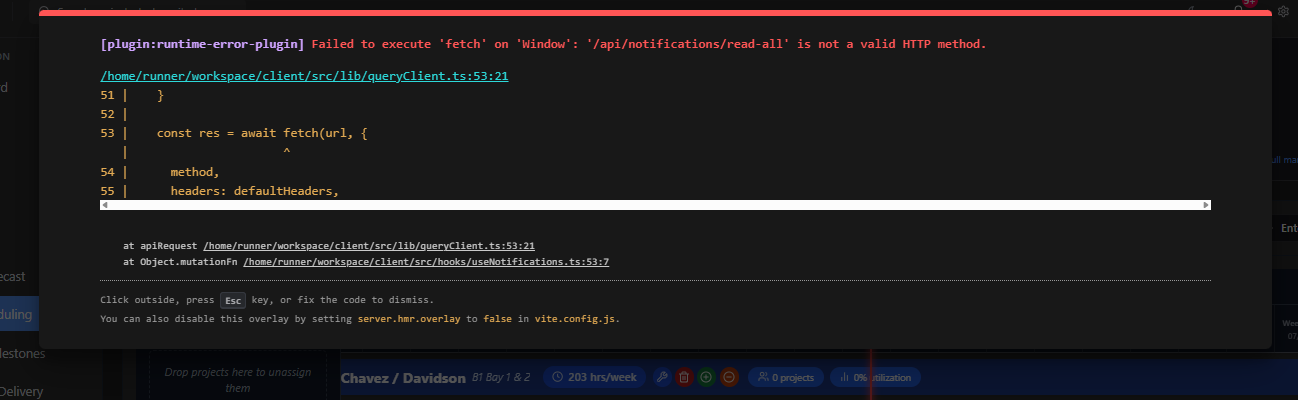 9+
[plugin:runtime-error-plugin] Failed to execute 'fetch' on 'Window': '/api/notifications/read-all' is not a valid HTTP method.
/home/runner/workspace/client/src/lib/queryClient.ts:53:21
51 |    }
52 |
53 |    const res = await fetch(url, {
   |                      ^
54 |      method,
55 |      headers: defaultHeaders,
at apiRequest /home/runner/workspace/client/src/lib/queryClient.ts:53:21
at Object.mutationFn /home/runner/workspace/client/src/hooks/useNotifications.ts:53:7
Click outside, press Esc key, or fix the code to dismiss.
You can also disable this overlay by setting server.hmr.overlay to false in vite.config.js.
ON
rd
ecast
duling
lestones
Delivery
ull ma
Ent
Wee
07
Drop projects here to unassign
them
Chavez / Davidson B1 Bay 1 & 2 203 hrs/week 0 projects 0% utilization